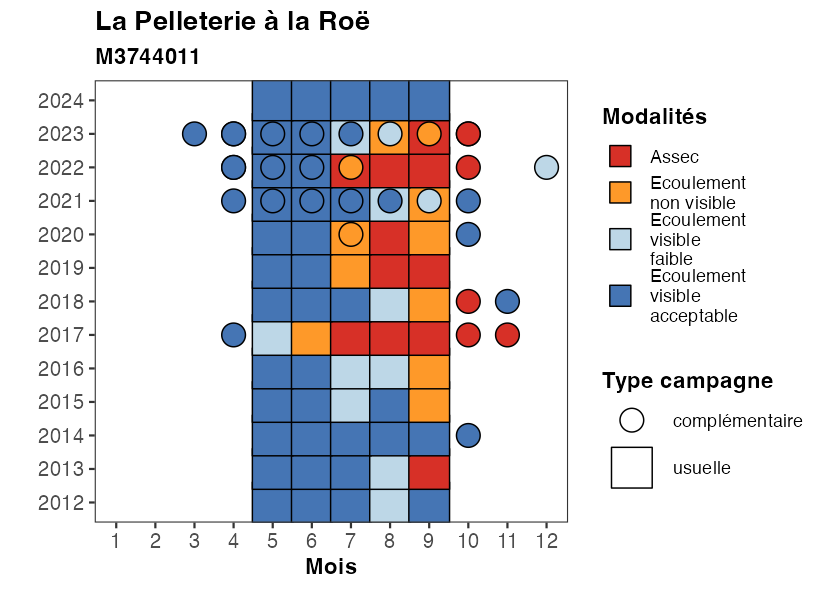 La Pelleterie à la Roë
M3744011
2024
2023
2022
2021
2020
2019
2018
2017
2016
2015
2014
2013
2012
1 2 3 4 5 6 7 8 9 10 11 12
Mois
Modalités
Assec
Ecoulement
non visible
Ecoulement
visible
faible
Ecoulement
visible
acceptable
Type campagne
complémentaire
usuelle